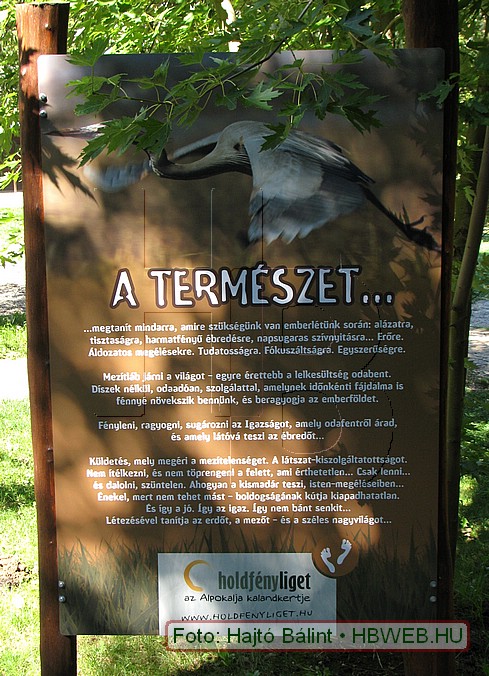 A TERMÉSZET...
...megtanít mindarra, amire szükségünk van emberlétünk során: alázatra,
tisztaságra, harmatfényű ébredésre, napsugaras szívnyitásra... Erőre.
Áldozatos megélésekre. Tudatosságra. Fókuszáltságra. Egyszerűségre.
Mezítláb járni a világot - egyre érettebb a lelkesültség odabent.
Díszek nélkül, odaadóan, szolgálattal, amelynek időnkénti fájdalma is
fénnyé növekszik bennünk, és beragyogja az emberföldet.
Fényleni, ragyogni, sugározni az Igazságot, amely odafentről árad,
és amely látóvá teszi az ébredőt...
Küldetés, mely megéri a mezítelenséget. A látszat-kiszolgáltatottságot.
Nem ítélkezni, és nem töprengeni a felett, ami érthetetlen... Csak lenni...
és dalolni, szüntelen. Ahogyan a kismadár teszi, isten-megéléseiben...
Énekel, mert nem tehet mást - boldogságának kútja kiapadhatatlan.
És így a jó. Így az igaz. Így nem bánt senkit...
Létezésével tanítja az erdőt, a mezőt - és a széles nagyvilágot...
holdfényliget
az Alpokalja kalandkertje
WWW.HOLDFENYLIGET.HU
Foto: Hajtó Bálint • HBWEB.HU